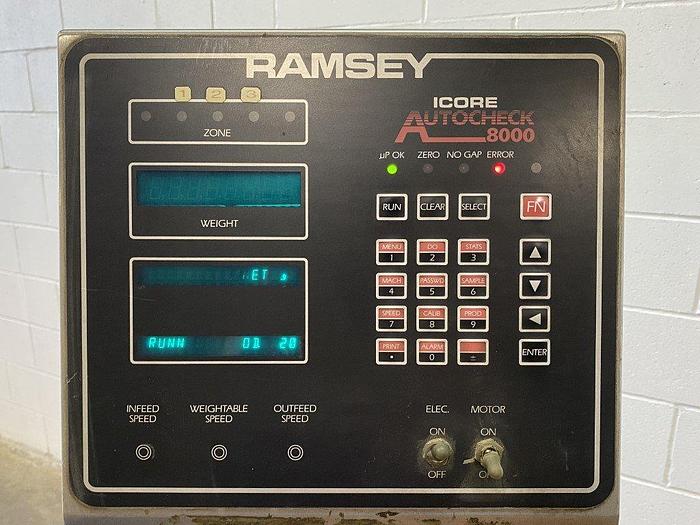 RAMSEY
1 2 3
ZONE
ICORE
AUTOCHECK
8000
µP OK ZERO NO GAP ERROR
WEIGHT
RUN CLEAR SELECT FN
MENU DO STATS
1 2 3
MACH PASSWD SAMPLE
4 5 6
SPEED CALIB PROD
7 8 9
PRINT ALARM
. 0 ±
ENTER
ET
RUNN OD 20
INFEED SPEED
WEIGHTABLE SPEED
OUTFEED SPEED
ELEC. MOTOR
ON ON
OFF